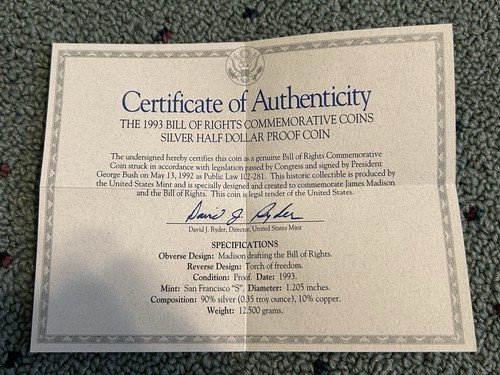 Certificate of Authenticity
THE 1993 BILL OF RIGHTS COMMEMORATIVE COINS
SILVER HALF DOLLAR PROOF COIN
The undersigned hereby certifies this coin as a genuine Bill of Rights Commemorative
Coin struck in accordance with legislation passed by Congress and signed by President
George Bush on May 13, 1992 as Public Law 102-281. This historic collectible is produced by
the United States Mint and is specially designed and created to commemorate James Madison
and the Bill of Rights. This coin is legal tender of the United States.
David J. Ryder
David J. Ryder, Director, United States Mint
SPECIFICATIONS
Obverse Design: Madison drafting the Bill of Rights.
Reverse Design: Torch of freedom.
Condition: Proof. Date: 1993.
Mint: San Francisco "S". Diameter: 1.205 inches.
Composition: 90% silver (0.35 troy ounce), 10% copper.
Weight: 12.500 grams.